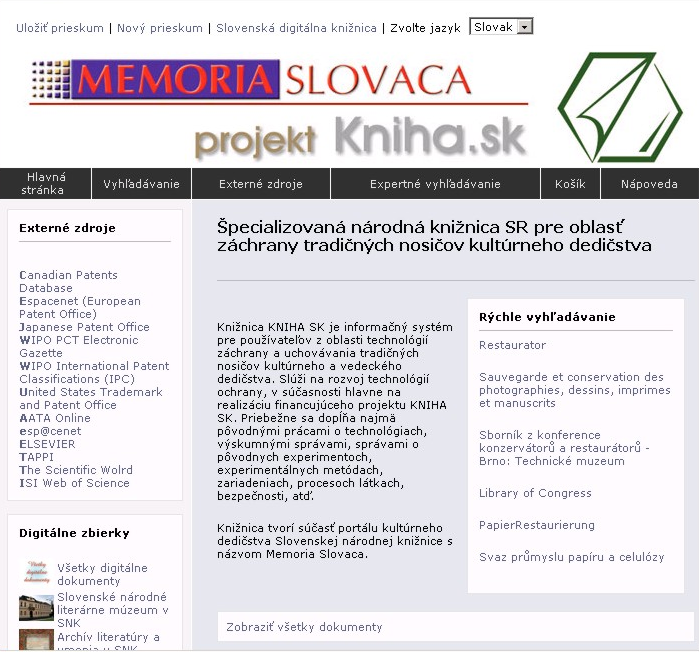 Uložiť prieskum | Nový prieskum | Slovenská digitálna knižnica | Zvoľte jazyk Slovak
MEMORIA SLOVACA
projekt Kniha.sk
Hlavná stránka
Vyhľadávanie
Externé zdroje
Expertné vyhľadávanie
Košík
Nápoveda
Externé zdroje
Canadian Patents
Database
Espacenet (European
Patent Office)
Japanese Patent Office
WIPO PCT Electronic
Gazette
WIPO International Patent
Classifications (IPC)
United States Trademark
and Patent Office
AATA Online
esp@cenet
ELSEVIER
TAPPI
The Scientific Wolrd
ISI Web of Science
Digitálne zbierky
Všetky digitálne
dokumenty
Slovenské národné
literárne múzeum v
SNK
Archív literatúry a
umenia v SNK
Špecializovaná národná knižnica SR pre oblasť
záchrany tradičných nosičov kultúrneho dedičstva
Knižnica KNIHA SK je informačný systém
pre používateľov z oblasti technológií
záchrany a uchovávania tradičných
nosičov kultúrneho a vedeckého
dedičstva. Slúži na rozvoj technológií
ochrany, v súčasnosti hlavne na
realizáciu financujúceho projektu KNIHA
SK. Priebežne sa dopĺňa najmä
pôvodnými prácami o technológiach,
výskumnými správami, správami o
pôvodnych experimentoch,
experimentálnych metódach,
zariadeniach, procesoch látkach,
bezpečnosti, atď.
Knižnica tvorí súčasť portálu kultúrneho
dedičstva Slovenskej národnej knižnice s
názvom Memoria Slovaca.
Rýchle vyhľadávanie
Restaurator
Sauvegarde et conservation des
photographies, dessins, imprimes
et manuscrits
Sborník z konference
konzervátorů a restaurátorů -
Brno: Technické muzeum
Library of Congress
PapierRestaurierung
Svaz průmyslu papíru a celulózy
Zobraziť všetky dokumenty